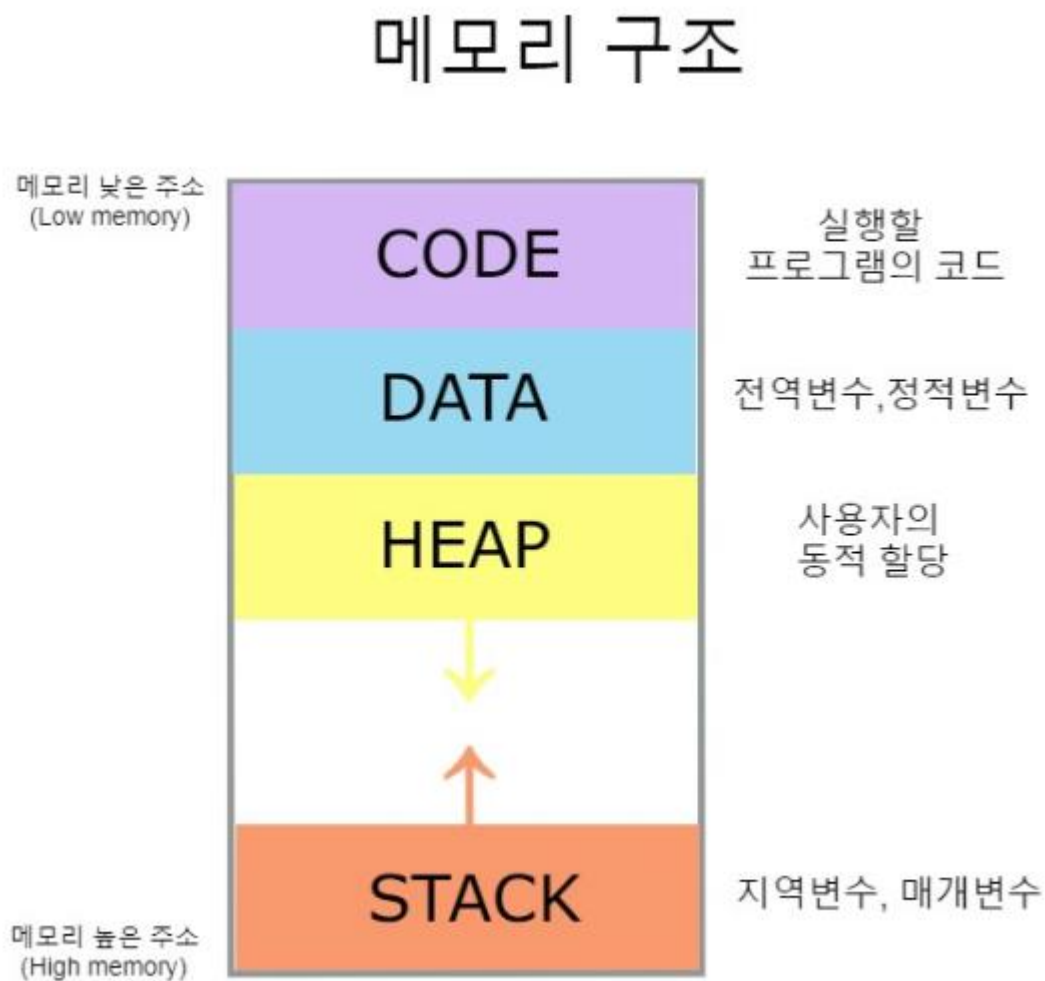 메모리 구조
메모리 낮은 주소
(Low memory)
CODE
실행할
프로그램의 코드
DATA
전역변수,정적변수
HEAP
사용자의
동적 할당
STACK
지역변수, 매개변수
메모리 높은 주소
(High memory)